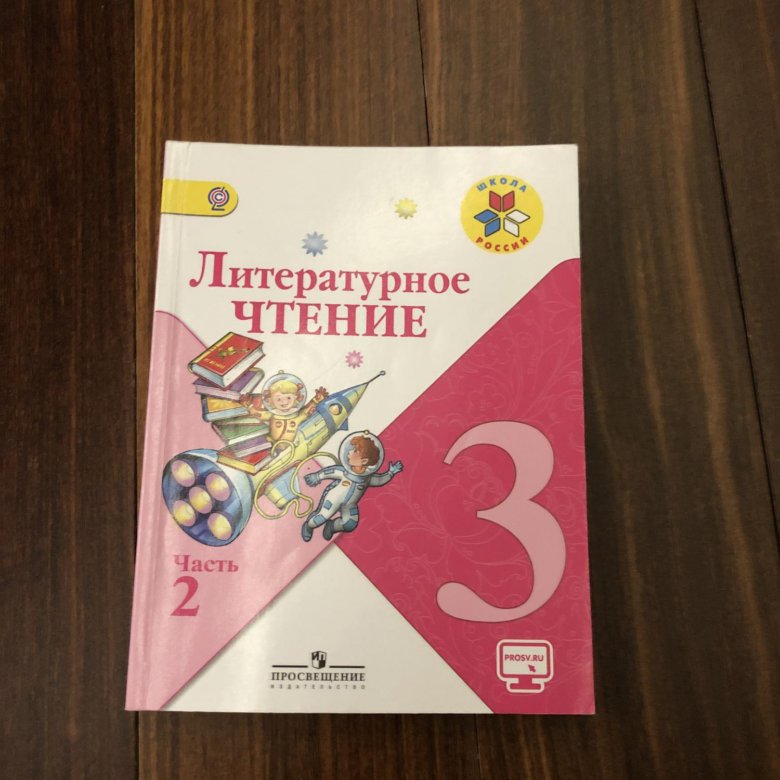 ШКОЛА
РОССИИ
Литературное
ЧТЕНИЕ
3
Часть
2
PROSV.RU
ПРОСВЕЩЕНИЕ
ИЗДАТЕЛЬСТВО